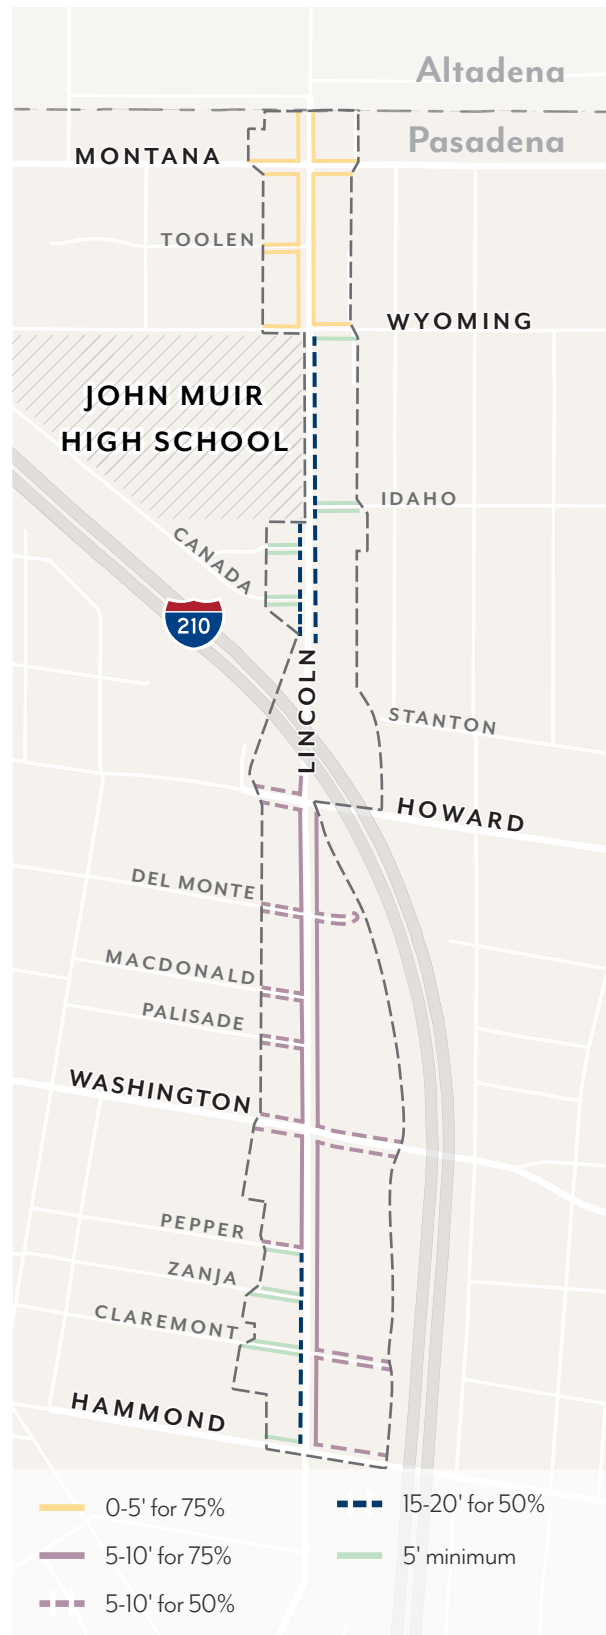 Altadena
Pasadena
MONTANA
TOOLEN
WYOMING
JOHN MUIR
HIGH SCHOOL
IDAHO
CANADA
210
LINCOLN
STANTON
HOWARD
DEL MONTE
MACDONALD
PALISADE
WASHINGTON
PEPPER
ZANJA
CLAREMONT
HAMMOND
0-5' for 75%
15-20' for 50%
5-10' for 75%
5' minimum
5-10' for 50%